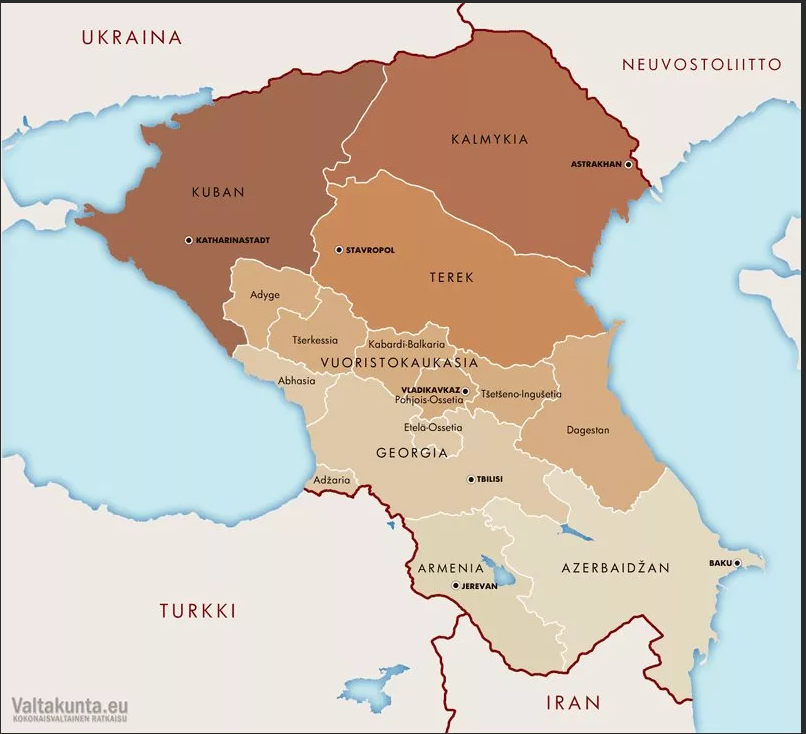 UKRAINA
NEUVOSTOLIITTO
KALMYKIA
ASTRAKHAN
KUBAN
KATHARINASTADT
STAVROPOL
TEREK
Adyge
Tšerkessia
Kabardi-Balkaria
VUORISTOKAUKASIA
Abhasia
VLADIKAVKAZ
Pohjois-Ossetia
Tšetšeno-Ingušetia
Etelä-Ossetia
Dagestan
GEORGIA
Adžaria
TBILISI
ARMENIA
AZERBAIDŽAN
BAKU
JEREVAN
TURKKI
IRAN
Valtakunta.eu
KOKONAISVALTAINEN RATKAISU